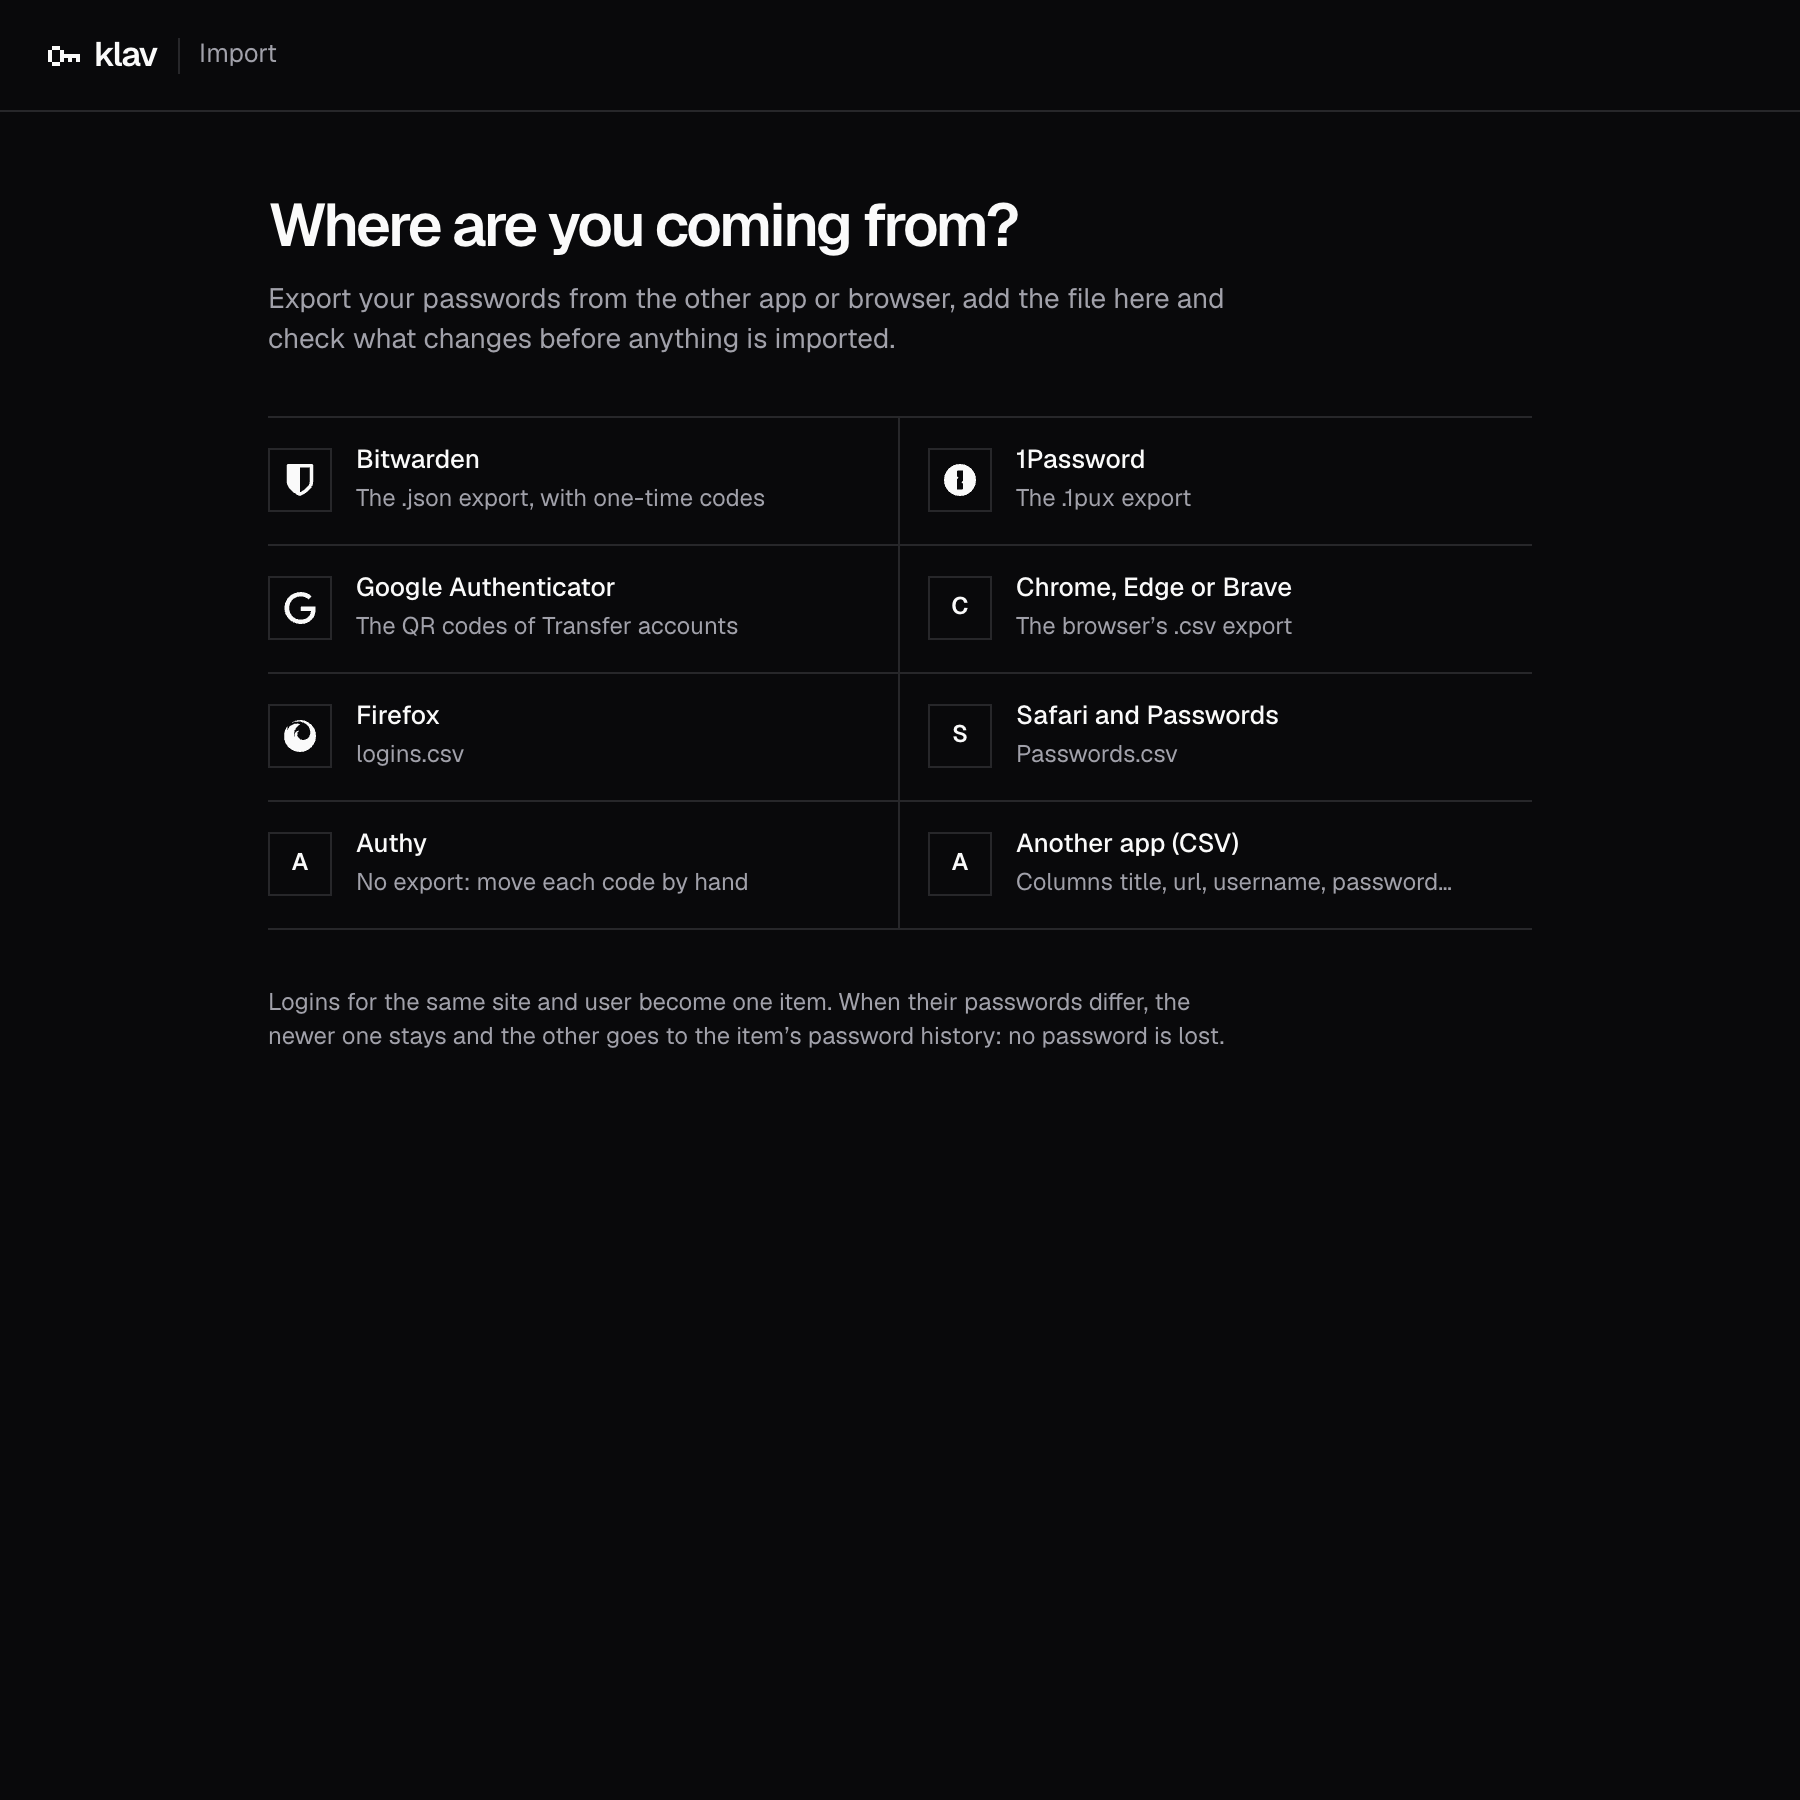 klav
Import
Where are you coming from?
Export your passwords from the other app or browser, add the file here and
check what changes before anything is imported.
Bitwarden
The .json export, with one-time codes
1Password
The .1pux export
Google Authenticator
The QR codes of Transfer accounts
C
Chrome, Edge or Brave
The browser’s .csv export
Firefox
logins.csv
S
Safari and Passwords
Passwords.csv
A
Authy
No export: move each code by hand
A
Another app (CSV)
Columns title, url, username, password…
Logins for the same site and user become one item. When their passwords differ, the
newer one stays and the other goes to the item’s password history: no password is lost.